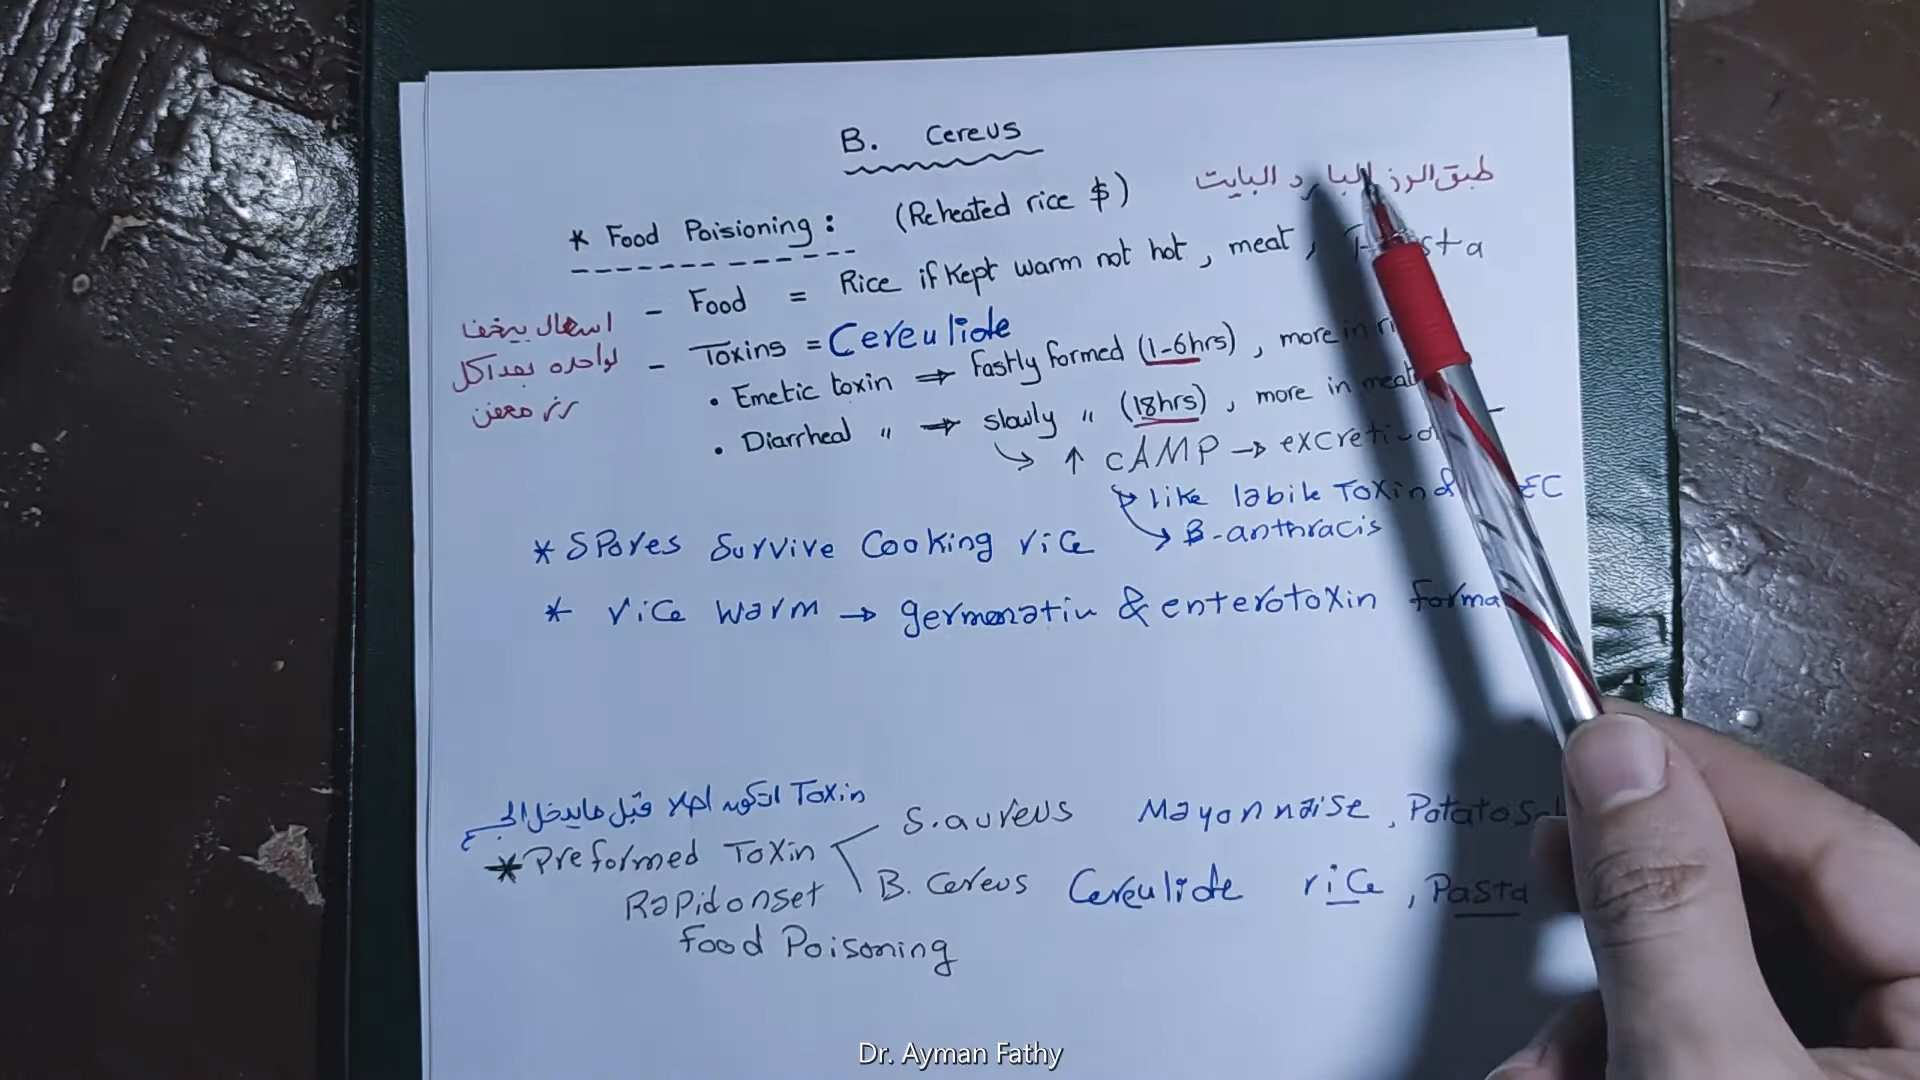 B. Cereus
طبق الرز البارد البايت
* Food Poisioning : (Reheated rice $)
- Food = Rice if kept warm not hot , meat ,
- Toxins = Cereulide
• Emetic toxin ⇒ Fastly formed (1-6hrs) , more in
• Diarrheal " ⇒ slowly " (18hrs) , more in meat
اسهال بيخف
لواحده بعد اكل
رز معفن
↑ cAMP → excretion
like labile Toxin
B-anthracis
* Spores Survive Cooking rice
* rice warm → germenatin & enterotoxin forma
Toxin اتكون اصلا قبل مايدخل الجسم
* Preformed Toxin
Rapid onset
Food Poisoning
S.aureus Mayonnaise , Potato
B. Cereus Cereulide rice , Pasta
Dr. Ayman Fathy